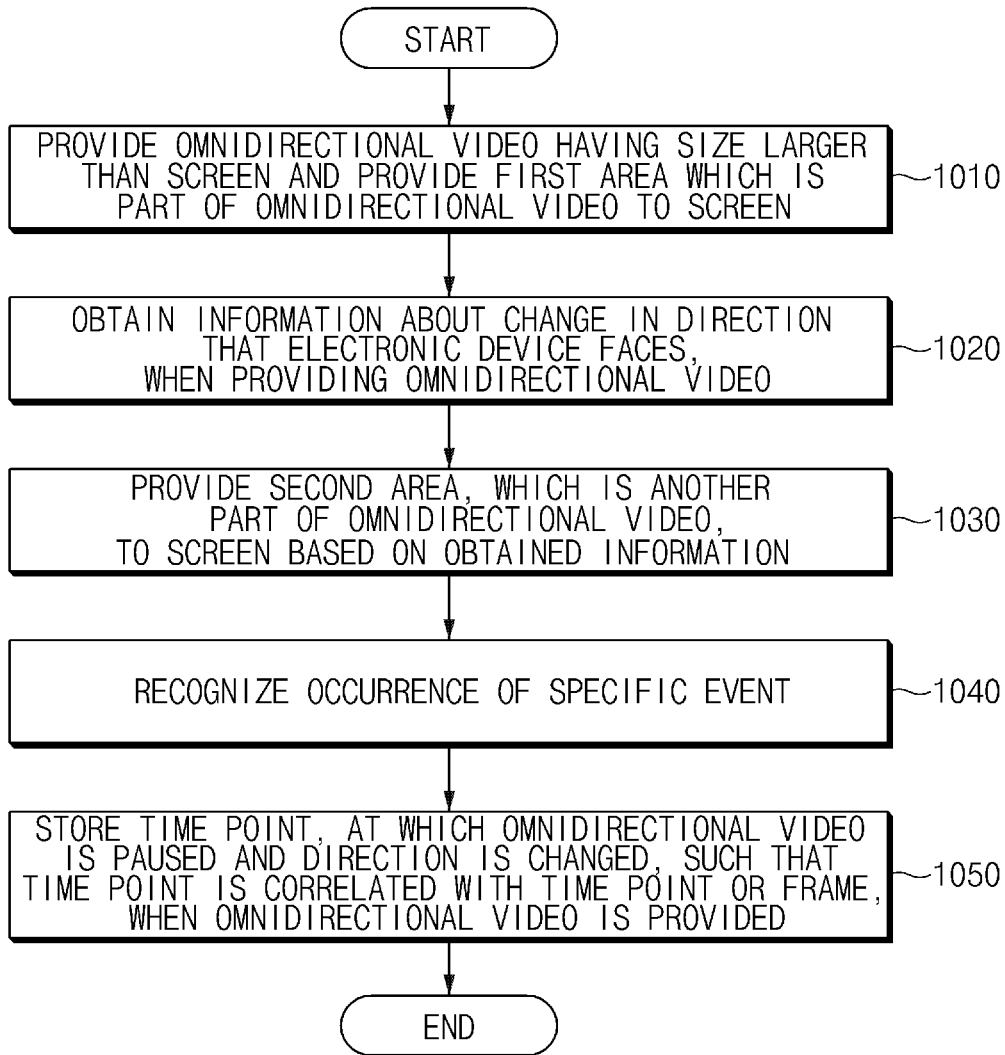 START
PROVIDE OMNIDIRECTIONAL VIDEO HAVING SIZE LARGER
THAN SCREEN AND PROVIDE FIRST AREA WHICH IS
PART OF OMNIDIRECTIONAL VIDEO TO SCREEN
1010
OBTAIN INFORMATION ABOUT CHANGE IN DIRECTION
THAT ELECTRONIC DEVICE FACES,
WHEN PROVIDING OMNIDIRECTIONAL VIDEO
1020
PROVIDE SECOND AREA, WHICH IS ANOTHER
PART OF OMNIDIRECTIONAL VIDEO,
TO SCREEN BASED ON OBTAINED INFORMATION
1030
RECOGNIZE OCCURRENCE OF SPECIFIC EVENT
1040
STORE TIME POINT, AT WHICH OMNIDIRECTIONAL VIDEO
IS PAUSED AND DIRECTION IS CHANGED, SUCH THAT
TIME POINT IS CORRELATED WITH TIME POINT OR FRAME,
WHEN OMNIDIRECTIONAL VIDEO IS PROVIDED
1050
END